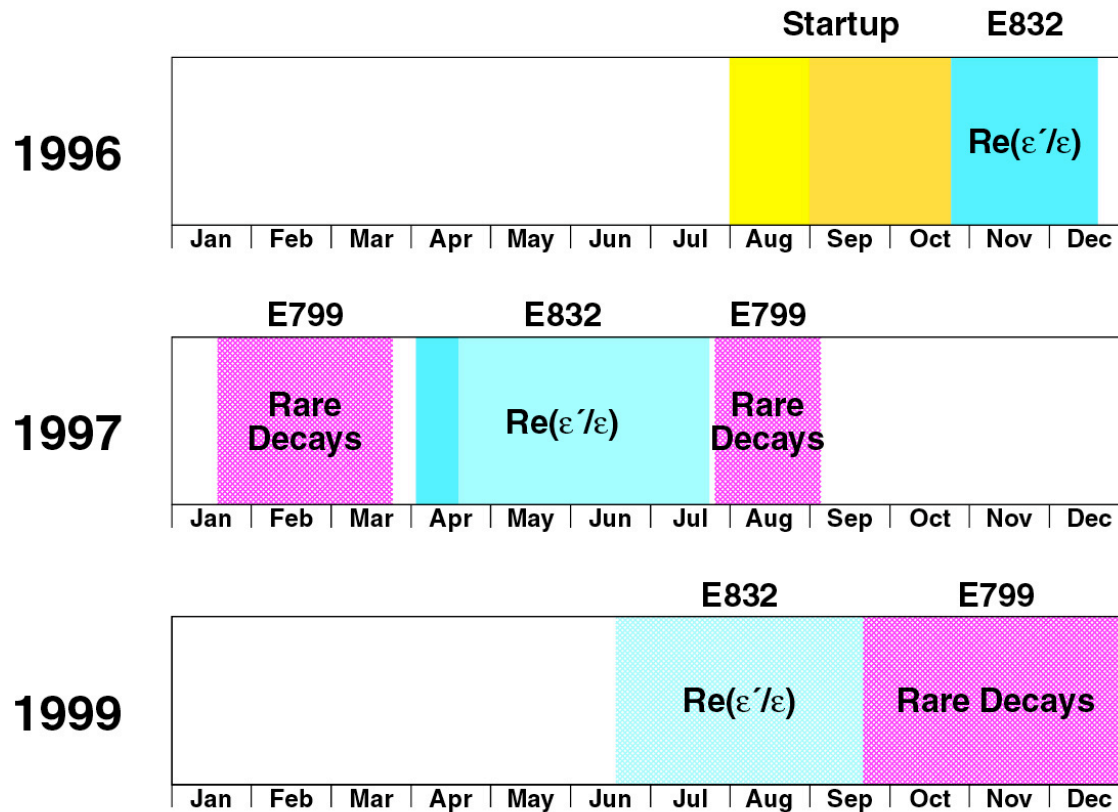 Startup E832
1996
Re(ε´/ε)
Jan Feb Mar Apr May Jun Jul Aug Sep Oct Nov Dec
E799 E832 E799
1997
Rare
Decays
Re(ε´/ε)
Rare
Decays
Jan Feb Mar Apr May Jun Jul Aug Sep Oct Nov Dec
E832 E799
1999
Re(ε´/ε) Rare Decays
Jan Feb Mar Apr May Jun Jul Aug Sep Oct Nov Dec